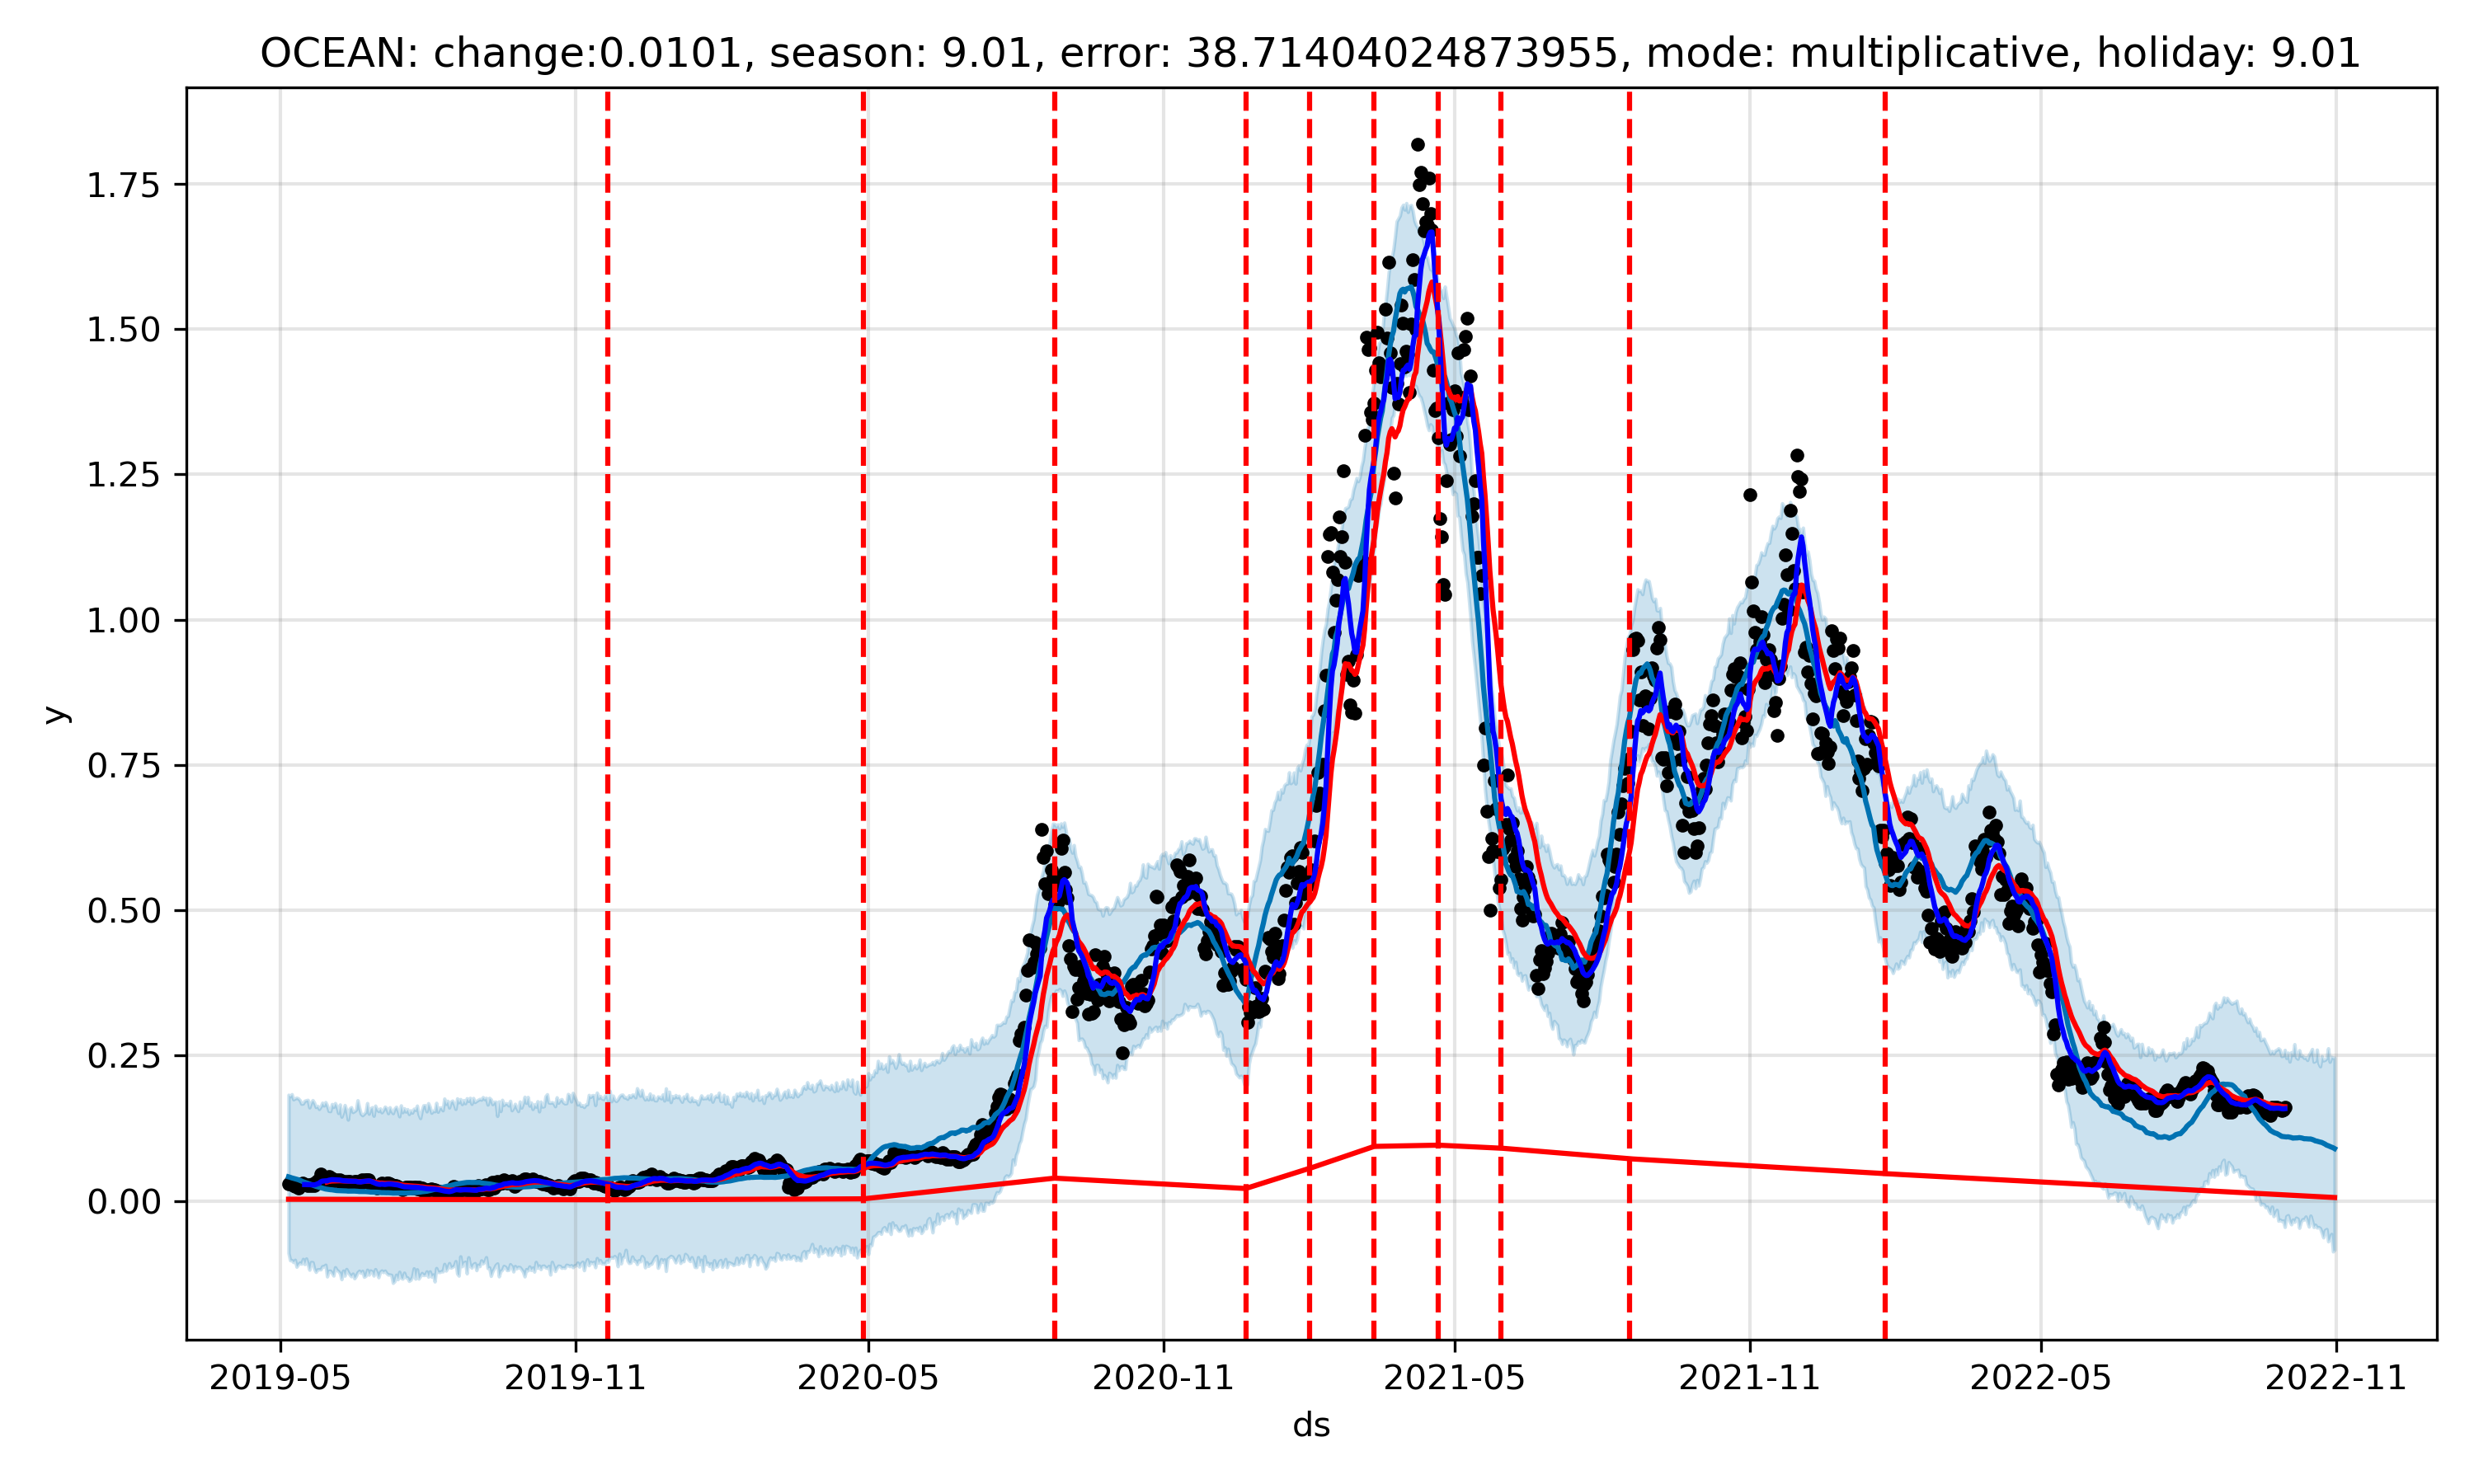 OCEAN: change:0.0101, season: 9.01, error: 38.71404024873955, mode: multiplicative, holiday: 9.01
1.75
1.50
1.25
1.00
0.75
0.50
0.25
0.00
y
2019-05 2019-11 2020-05 2020-11 2021-05 2021-11 2022-05 2022-11
ds